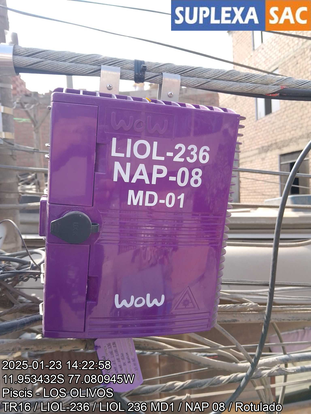 SUPLEXA SAC
WOW
LIOL-236
NAP-08
MD-01
WOW
2025-01-23 14:22:58
11.953432S 77.080945W
Piscis - LOS OLIVOS
TR16 / LIOL-236 / LIOL 236 MD1 / NAP 08 / Rotulado